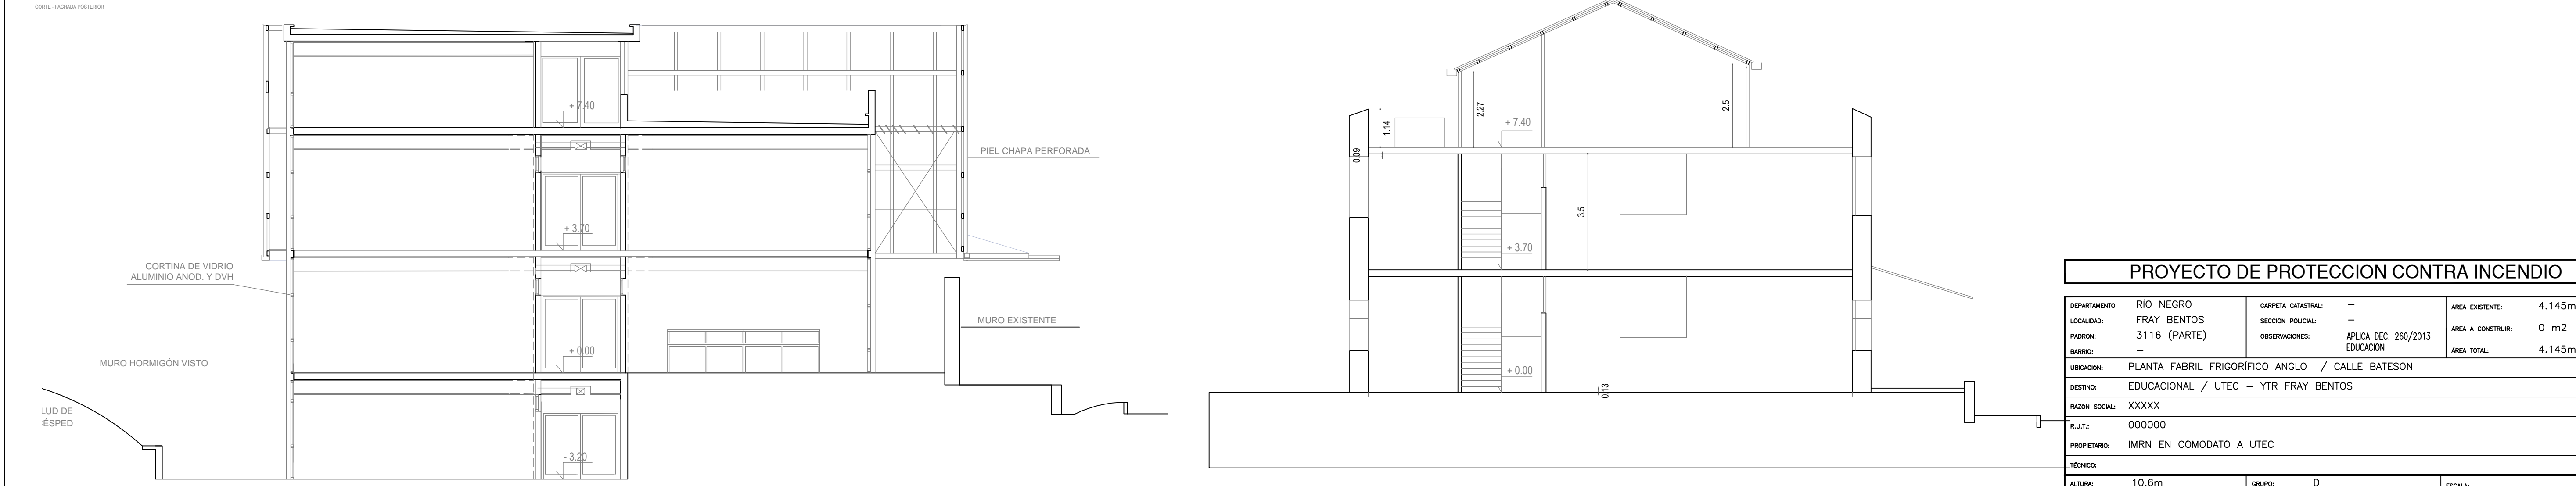 CORTE - FACHADA POSTERIOR
+ 7.40
PIEL CHAPA PERFORADA
+ 3.70
CORTINA DE VIDRIO
ALUMINIO ANOD. Y DVH
MURO EXISTENTE
+ 0.00
MURO HORMIGÓN VISTO
LUD DE
ÉSPED
- 3.20
2.27
2.5
1.14
+ 7.40
0.09
3.5
+ 3.70
+ 0.00
0.13
PROYECTO DE PROTECCION CONTRA INCENDIO
DEPARTAMENTO RÍO NEGRO
LOCALIDAD: FRAY BENTOS
PADRON: 3116 (PARTE)
BARRIO: –
CARPETA CATASTRAL: –
SECCION POLICIAL: –
OBSERVACIONES: APLICA DEC. 260/2013
EDUCACION
AREA EXISTENTE: 4.145m
ÁREA A CONSTRUIR: 0 m2
ÁREA TOTAL: 4.145m
UBICACIÓN: PLANTA FABRIL FRIGORÍFICO ANGLO / CALLE BATESON
DESTINO: EDUCACIONAL / UTEC – YTR FRAY BENTOS
RAZÓN SOCIAL: XXXXX
R.U.T.: 000000
PROPIETARIO: IMRN EN COMODATO A UTEC
TÉCNICO:
ALTURA: 10.6m GRUPO: D ESCALA: